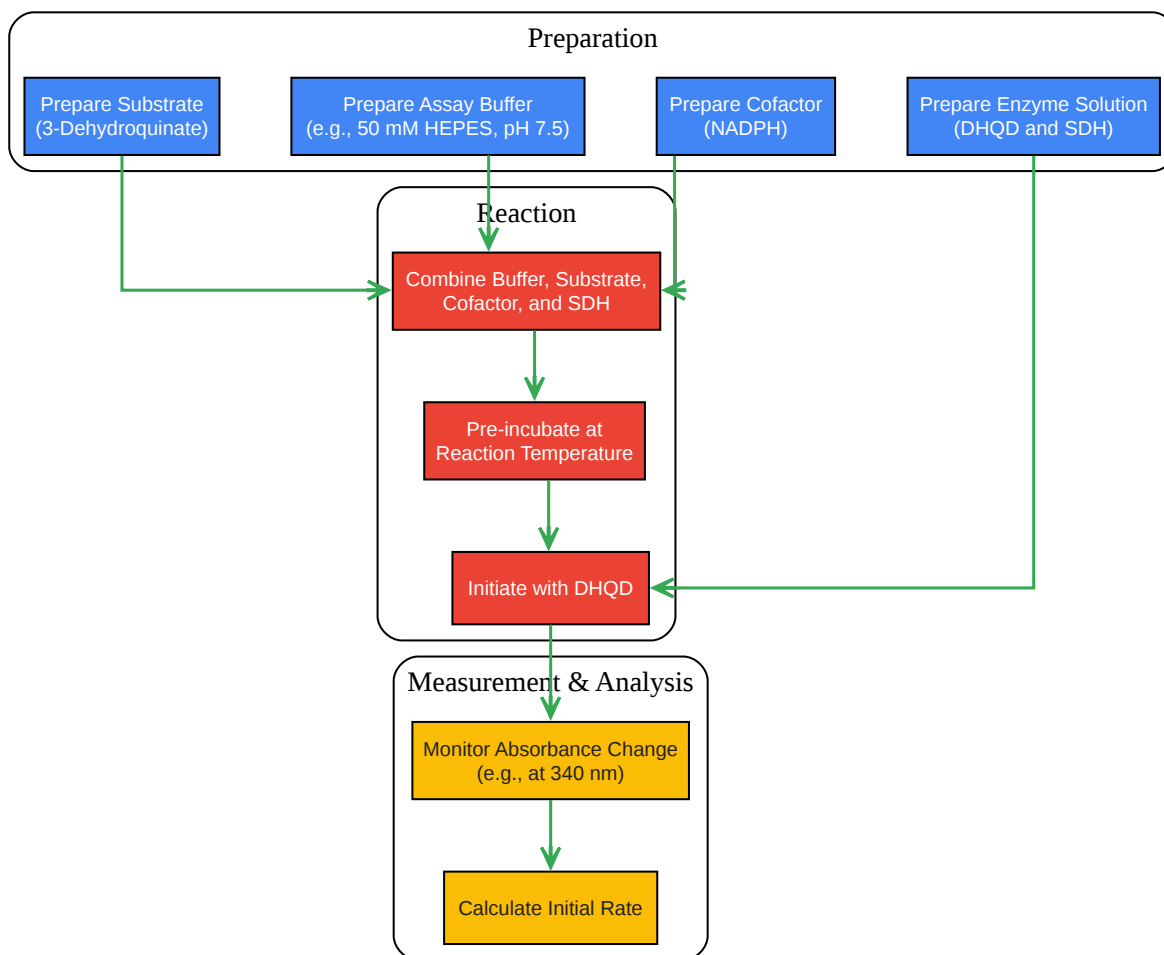 Preparation
Prepare Substrate
(3-Dehydroquinate)
Prepare Assay Buffer
(e.g., 50 mM HEPES, pH 7.5)
Prepare Cofactor
(NADPH)
Prepare Enzyme Solution
(DHQD and SDH)
Reaction
Combine Buffer, Substrate,
Cofactor, and SDH
Pre-incubate at
Reaction Temperature
Initiate with DHQD
Measurement & Analysis
Monitor Absorbance Change
(e.g., at 340 nm)
Calculate Initial Rate